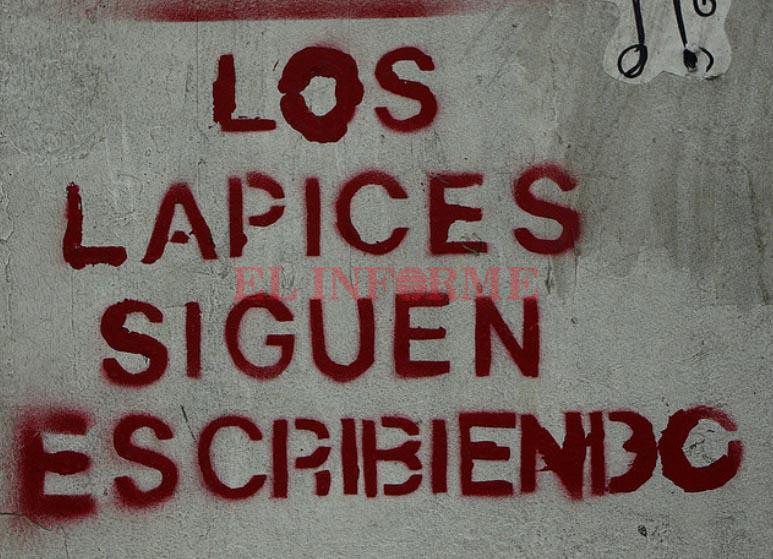 LOS
LAPICES
EL INFORME
SIGUEN
ESCRIBIENDO